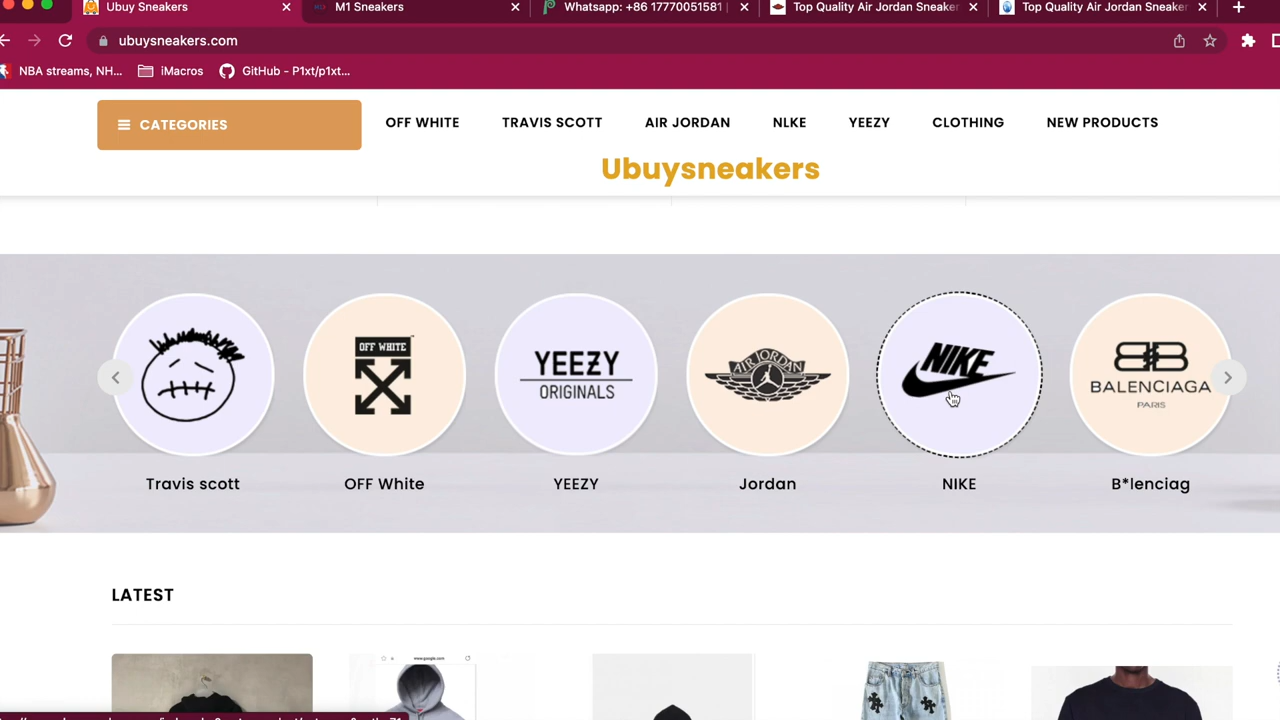 Ubuy Sneakers
M1 Sneakers
Whatsapp: +86 17770051581 |
Top Quality Air Jordan Sneaker
Top Quality Air Jordan Sneaker
ubuysneakers.com
NBA streams, NH...
iMacros
GitHub - P1xt/p1xt...
CATEGORIES
OFF WHITE
TRAVIS SCOTT
AIR JORDAN
NLKE
YEEZY
CLOTHING
NEW PRODUCTS
Ubuysneakers
OFF WHITE
YEEZY
ORIGINALS
AIR JORDAN
NIKE
BALENCIAGA
PARIS
Travis scott
OFF White
YEEZY
Jordan
NIKE
B*lenciag
LATEST
www.google.com